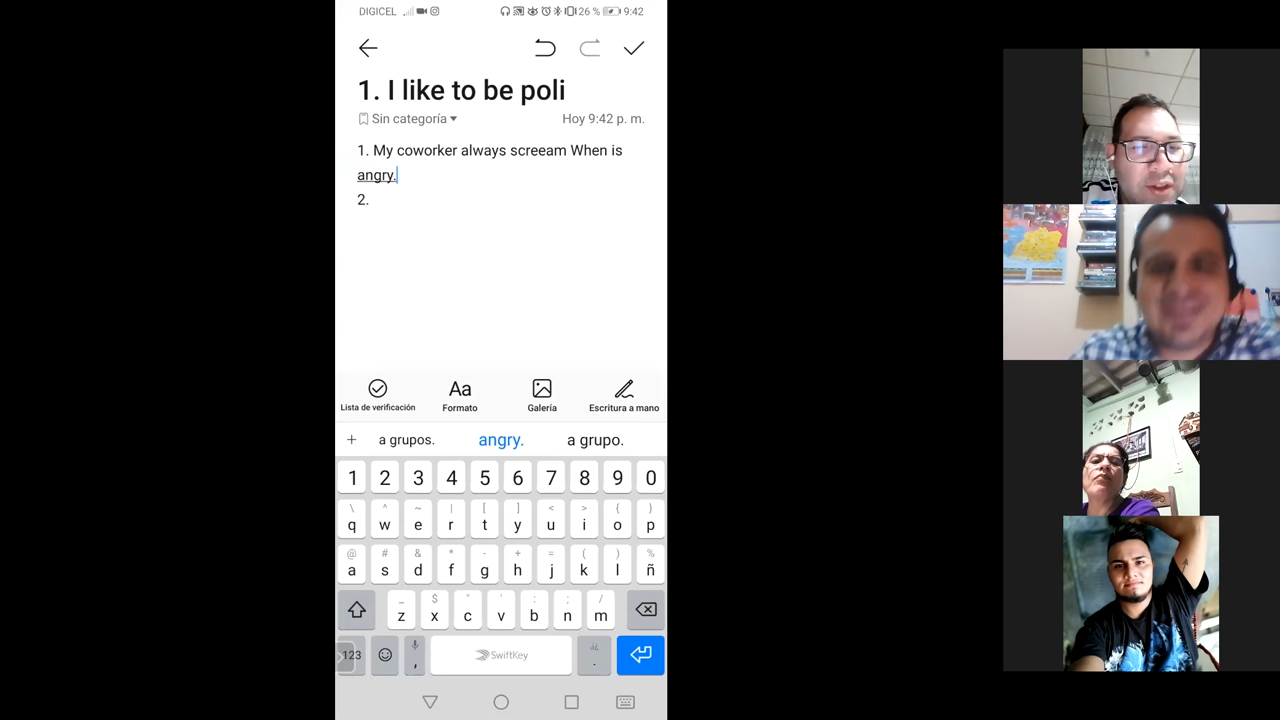 DIGICEL 26 % 9:42
1. I like to be poli
Sin categoría Hoy 9:42 p. m.
1. My coworker always screeam When is
angry.
2.
Lista de verificación Formato Galería Escritura a mano
Aa
+ a grupos. angry. a grupo.
1 2 3 4 5 6 7 8 9 0
\ ^ ~ | [ ] < > { }
q w e r t y u i o p
@ # & * - + = ( ) %
a s d f g h j k l ñ
_ $ " ' : ; /
z x c v b n m
123 , SwiftKey .